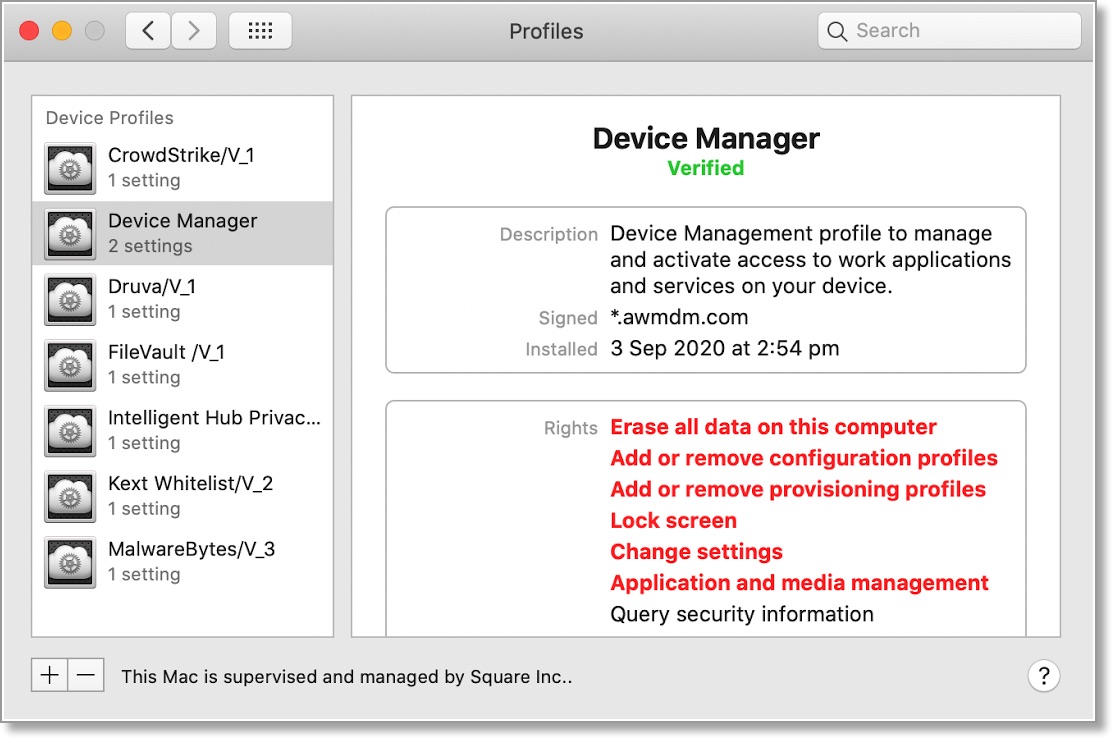 Profiles
Search
Device Profiles
CrowdStrike/V_1
1 setting
Device Manager
2 settings
Druva/V_1
1 setting
FileVault /V_1
1 setting
Intelligent Hub Privac...
1 setting
Kext Whitelist/V_2
1 setting
MalwareBytes/V_3
1 setting
Device Manager
Verified
Description Device Management profile to manage
and activate access to work applications
and services on your device.
Signed *.awmdm.com
Installed 3 Sep 2020 at 2:54 pm
Rights Erase all data on this computer
Add or remove configuration profiles
Add or remove provisioning profiles
Lock screen
Change settings
Application and media management
Query security information
This Mac is supervised and managed by Square Inc..
?